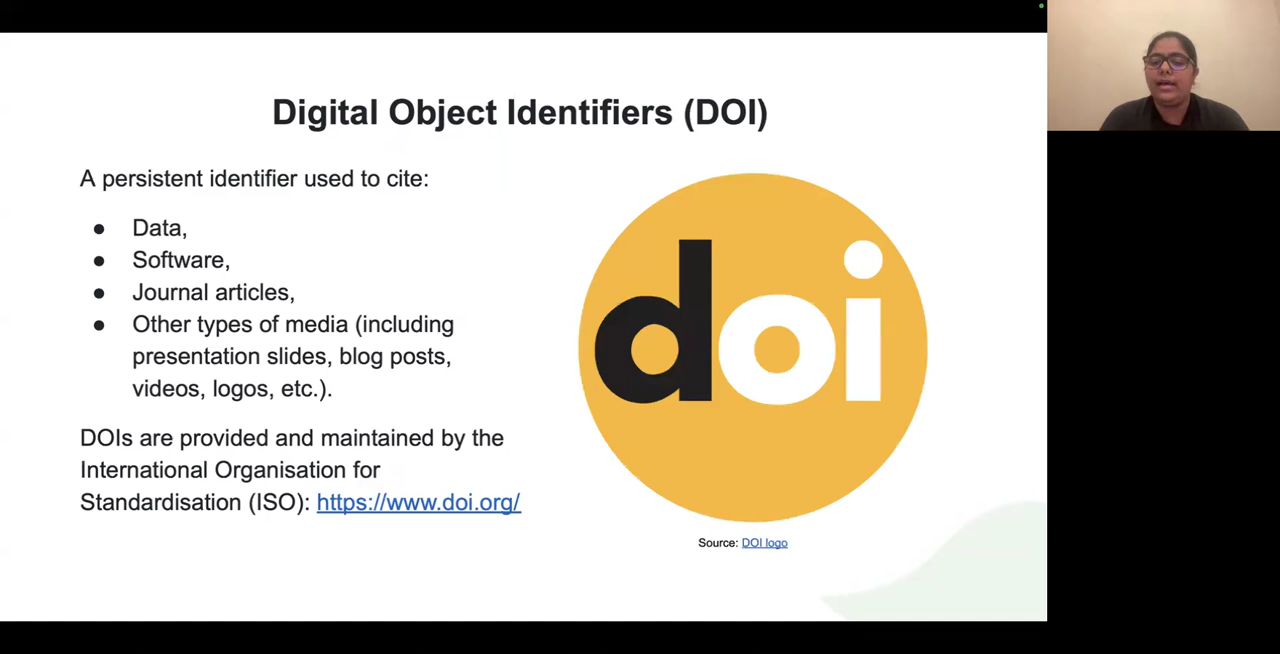 Digital Object Identifiers (DOI)
A persistent identifier used to cite:
● Data,
● Software,
● Journal articles,
● Other types of media (including
presentation slides, blog posts,
videos, logos, etc.).
DOIs are provided and maintained by the
International Organisation for
Standardisation (ISO): https://www.doi.org/
doi
Source: DOI logo